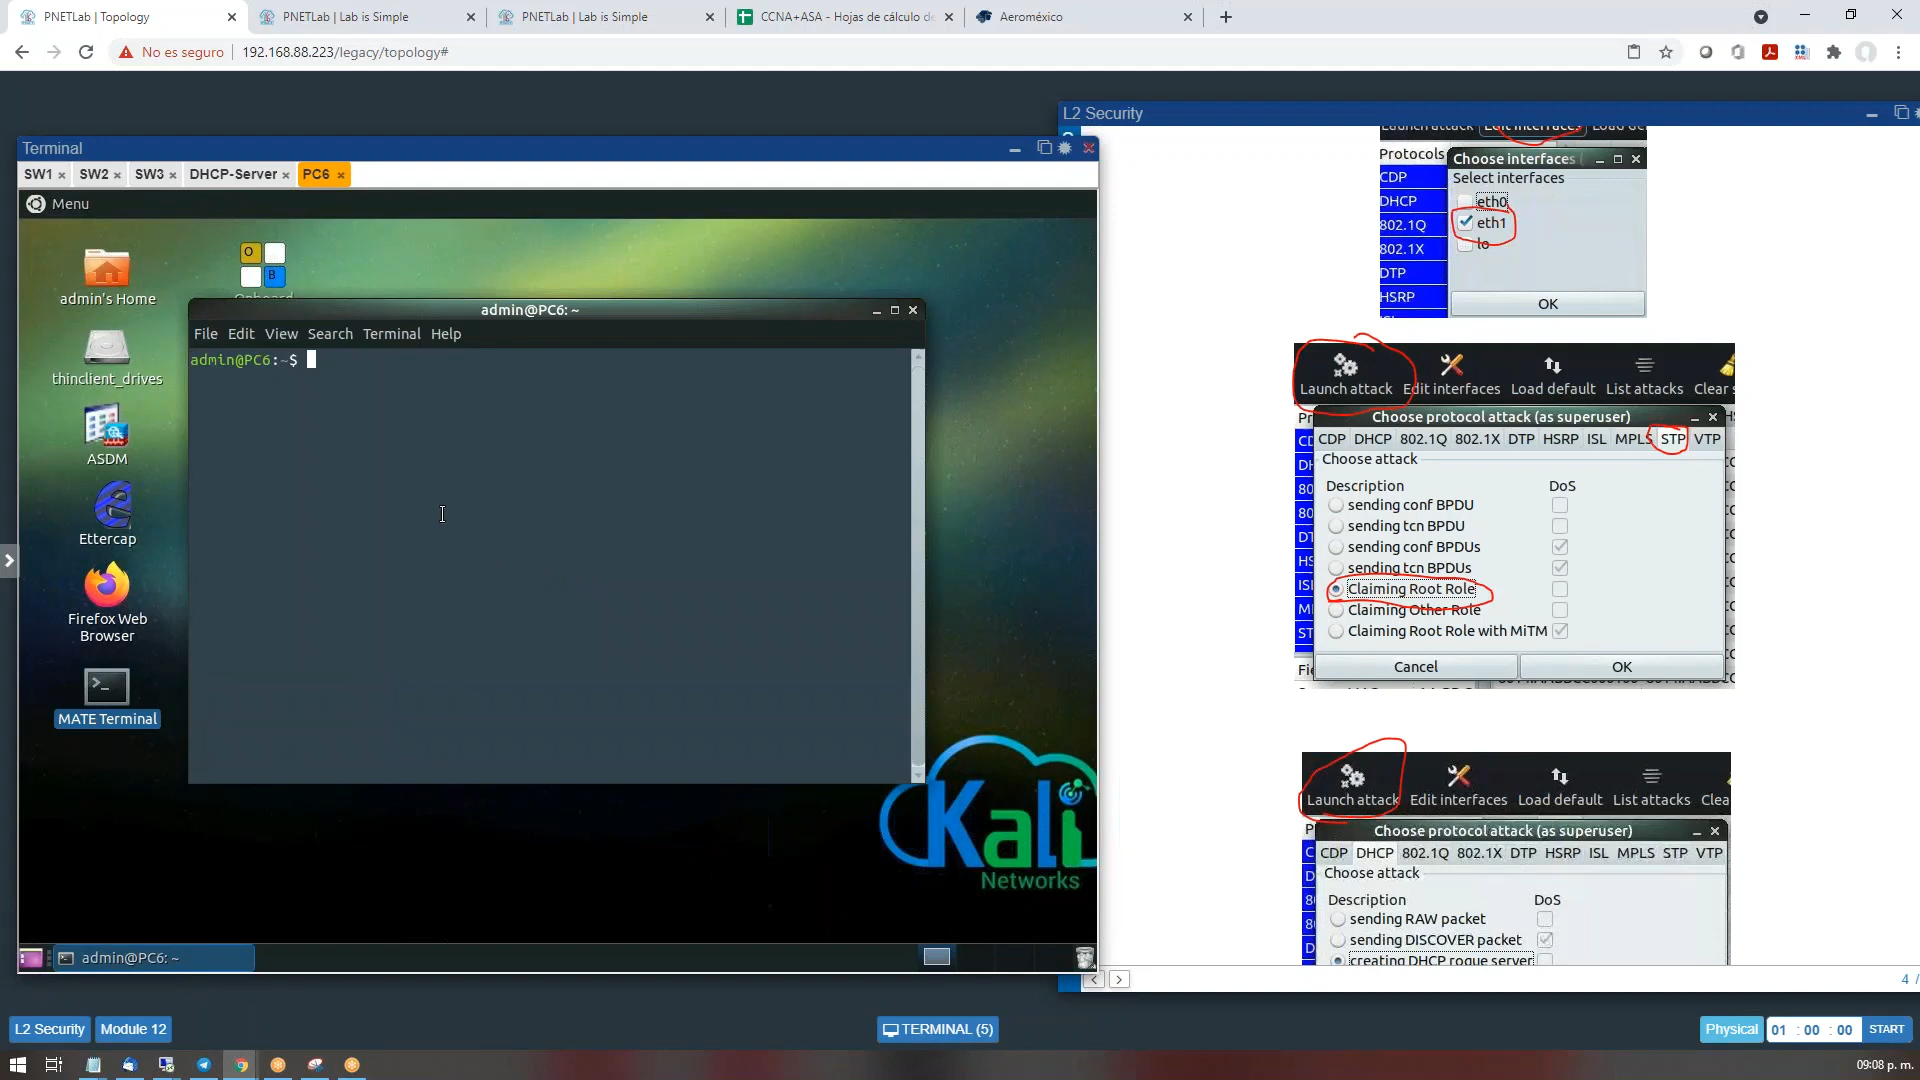 PNETLab | Topology
PNETLab | Lab is Simple
PNETLab | Lab is Simple
CCNA+ASA - Hojas de cálculo de
Aeroméxico
No es seguro
192.168.88.223/legacy/topology#
L2 Security
Launch attack
Edit interfaces
Load de
Protocols
CDP
DHCP
802.1Q
802.1X
DTP
HSRP
Choose interfaces (
Select interfaces
eth0
eth1
lo
OK
Launch attack
Edit interfaces
Load default
List attacks
Clear s
Choose protocol attack (as superuser)
CDP DHCP 802.1Q 802.1X DTP HSRP ISL MPLS STP VTP
Choose attack
Description DoS
sending conf BPDU
sending tcn BPDU
sending conf BPDUs
sending tcn BPDUs
Claiming Root Role
Claiming Other Role
Claiming Root Role with MiTM
Cancel
OK
Launch attack
Edit interfaces
Load default
List attacks
Clea
Choose protocol attack (as superuser)
CDP DHCP 802.1Q 802.1X DTP HSRP ISL MPLS STP VTP
Choose attack
Description DoS
sending RAW packet
sending DISCOVER packet
creating DHCP rogue server
4 /
Terminal
SW1 SW2 SW3 DHCP-Server PC6
Menu
admin's Home
O
B
thinclient_drives
ASDM
Ettercap
Firefox Web
Browser
MATE Terminal
admin@PC6: ~
File Edit View Search Terminal Help
admin@PC6:~$
Kali
Networks
admin@PC6: ~
L2 Security
Module 12
TERMINAL (5)
Physical
01 : 00 : 00
START
09:08 p. m.